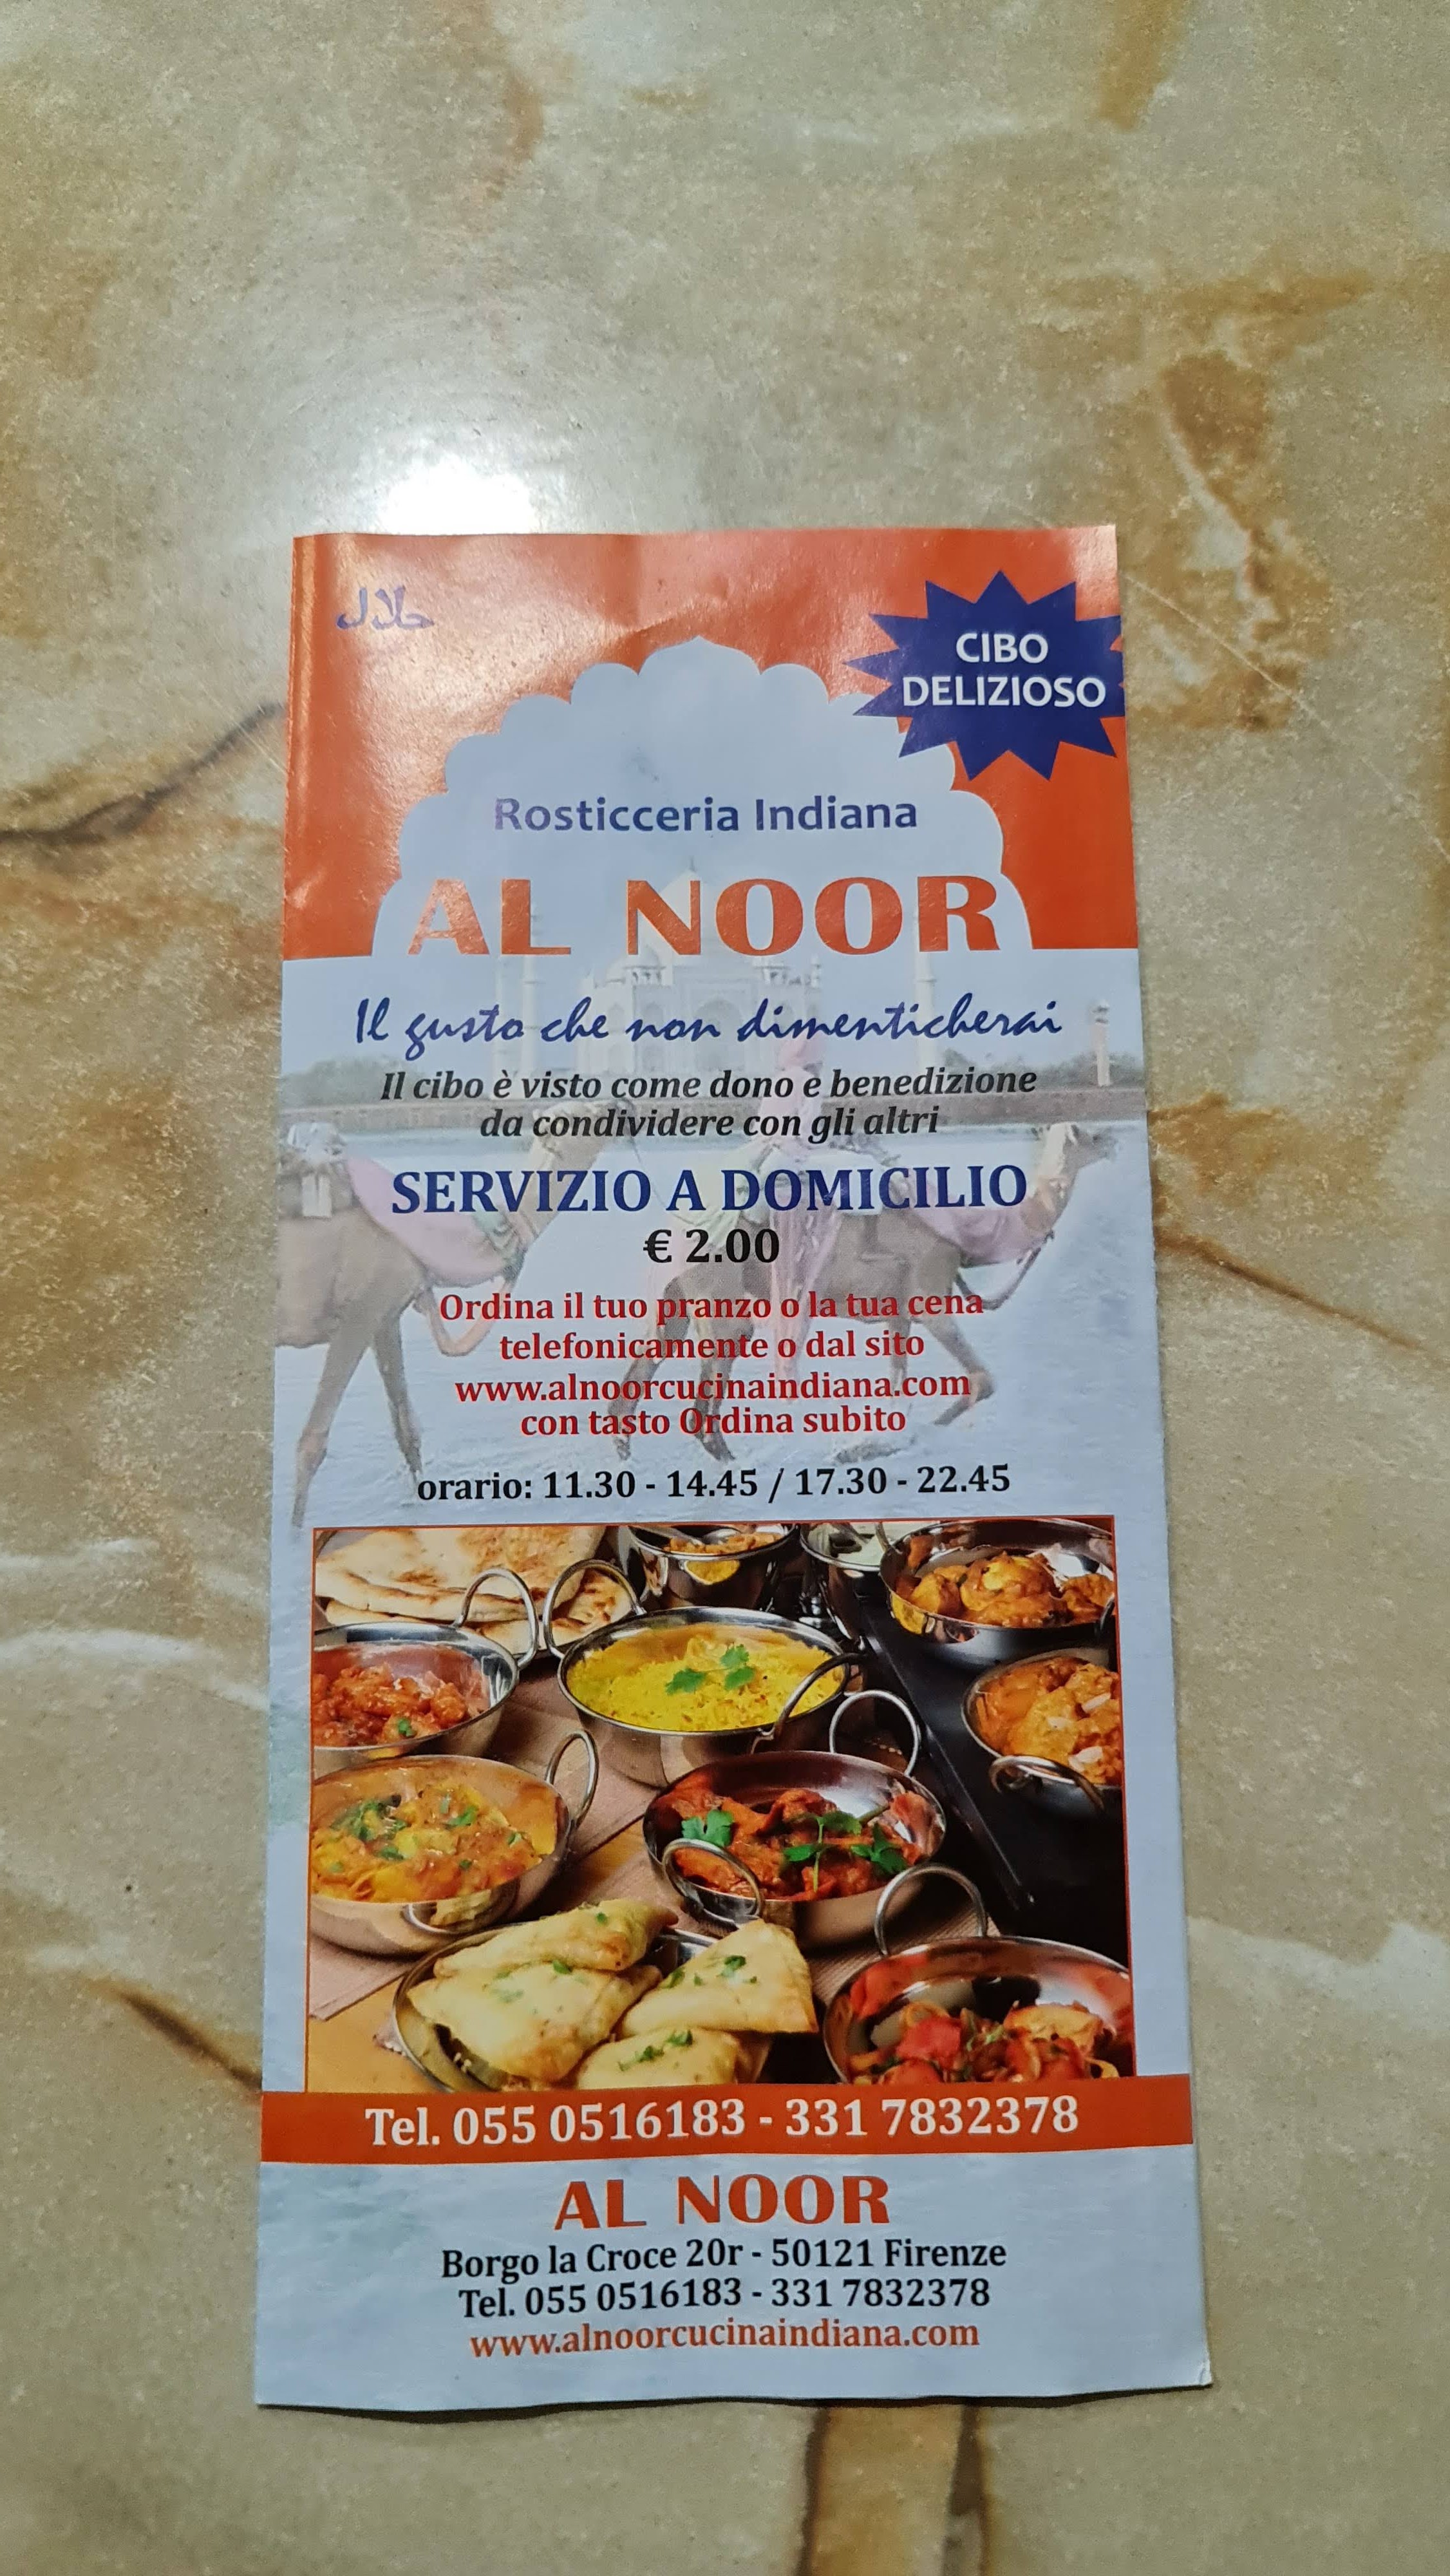 حلال
CIBO
DELIZIOSO
Rosticceria Indiana
AL NOOR
Il gusto che non dimenticherai
Il cibo è visto come dono e benedizione
da condividere con gli altri
SERVIZIO A DOMICILIO
€ 2.00
Ordina il tuo pranzo o la tua cena
telefonicamente o dal sito
www.alnoorcucinaindiana.com
con tasto Ordina subito
orario: 11.30 - 14.45 / 17.30 - 22.45
Tel. 055 0516183 - 331 7832378
AL NOOR
Borgo la Croce 20r - 50121 Firenze
Tel. 055 0516183 - 331 7832378
www.alnoorcucinaindiana.com